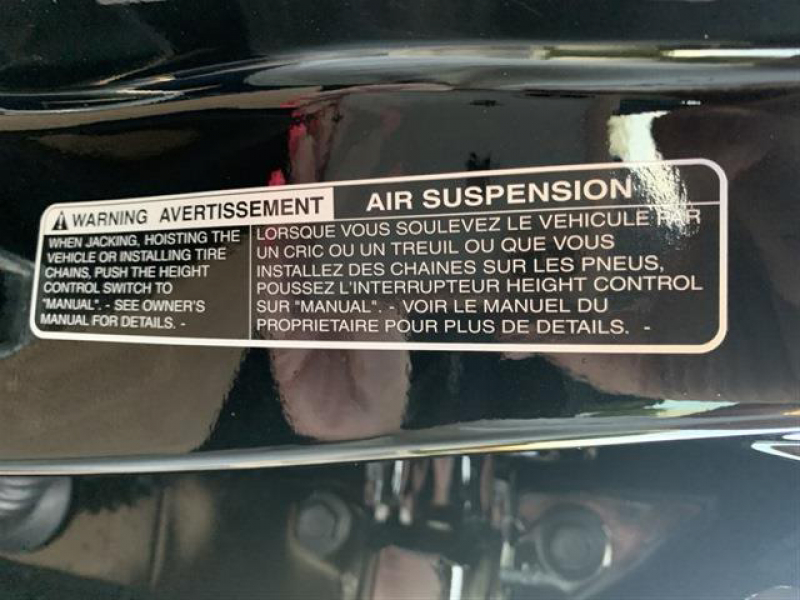 WARNING AVERTISSEMENT
AIR SUSPENSION
WHEN JACKING, HOISTING THE
VEHICLE OR INSTALLING TIRE
CHAINS, PUSH THE HEIGHT
CONTROL SWITCH TO
"MANUAL". - SEE OWNER'S
MANUAL FOR DETAILS. -
LORSQUE VOUS SOULEVEZ LE VEHICULE PAR
UN CRIC OU UN TREUIL OU QUE VOUS
INSTALLEZ DES CHAINES SUR LES PNEUS,
POUSSEZ L'INTERRUPTEUR HEIGHT CONTROL
SUR "MANUAL". - VOIR LE MANUEL DU
PROPRIETAIRE POUR PLUS DE DETAILS. -